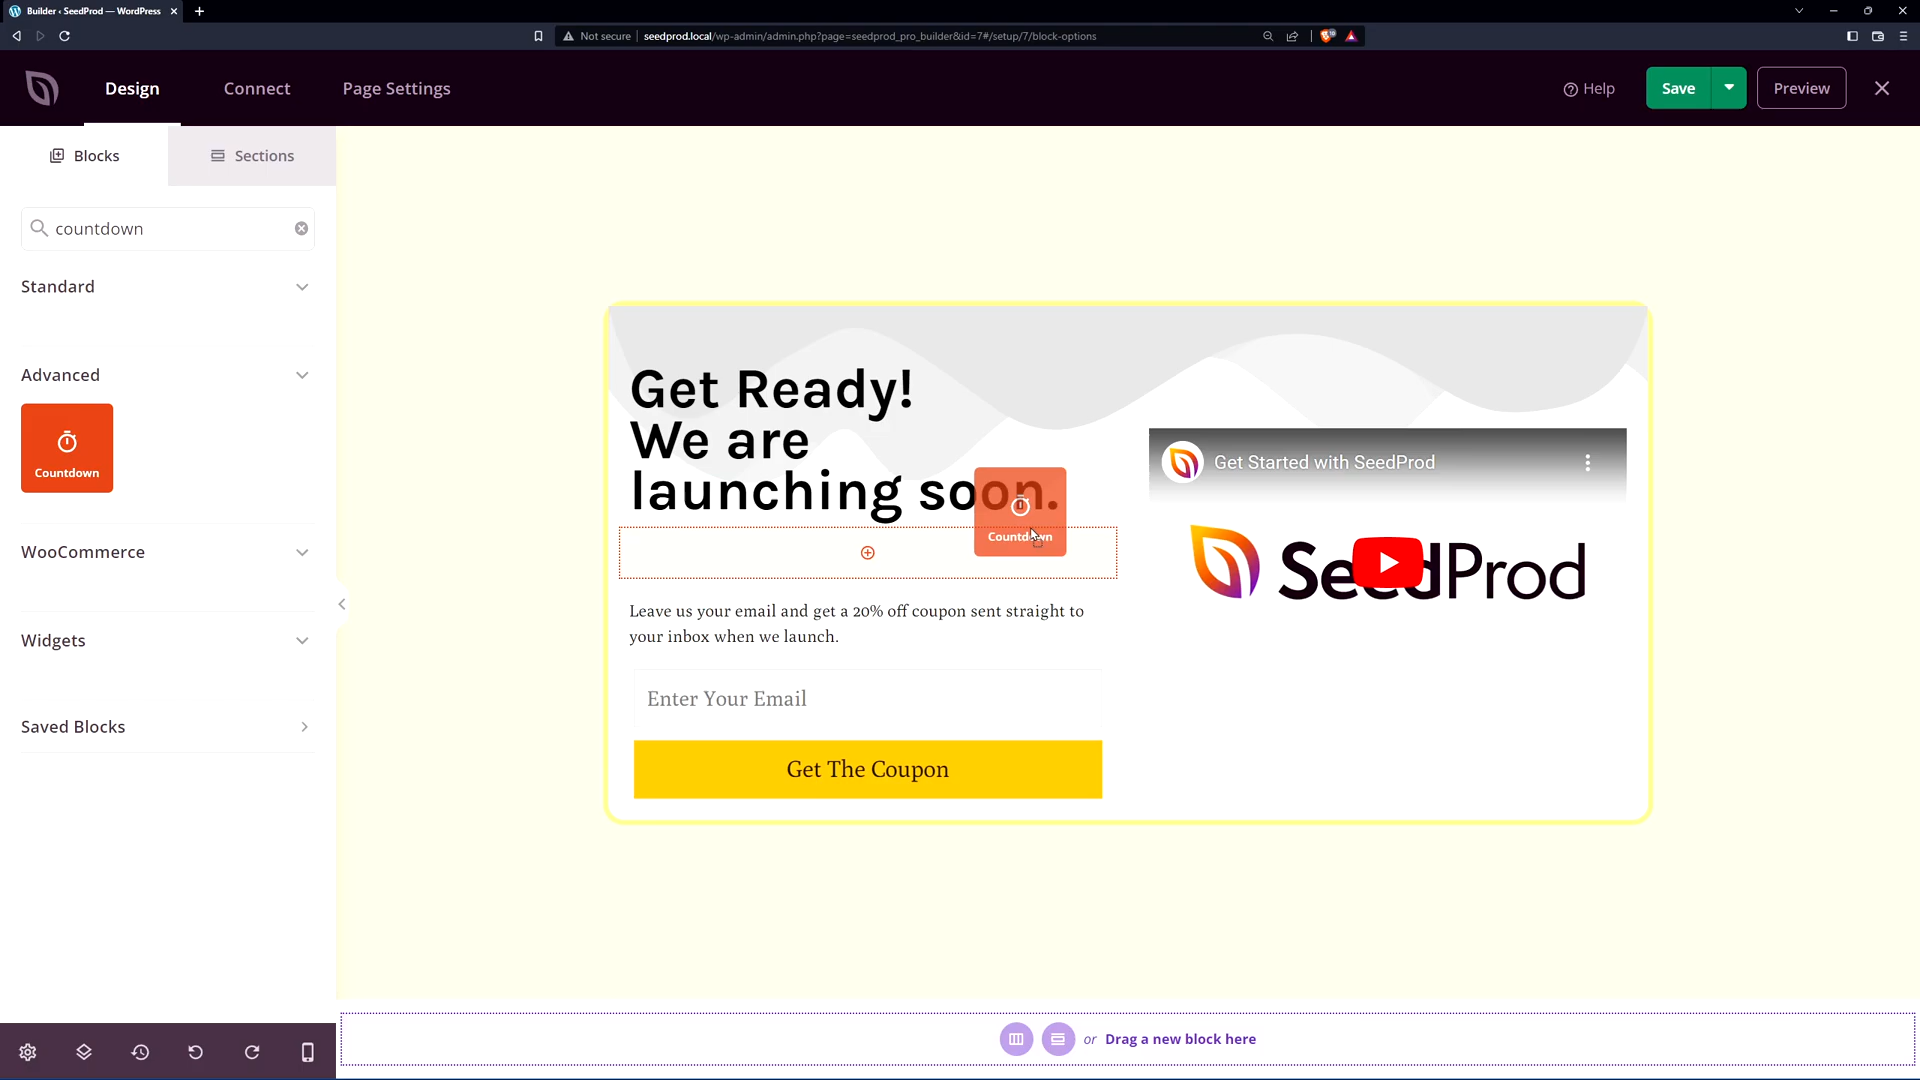 Builder ‹ SeedProd — WordPress
Not secure seedprod.local/wp-admin/admin.php?page=seedprod_pro_builder&id=7#/setup/7/block-options
Design
Connect
Page Settings
Help
Save
Preview
Blocks
Sections
countdown
Standard
Advanced
Countdown
WooCommerce
Widgets
Saved Blocks
Get Ready!
We are
launching soon.
Countdown
Leave us your email and get a 20% off coupon sent straight to
your inbox when we launch.
Enter Your Email
Get The Coupon
Get Started with SeedProd
SeedProd
or Drag a new block here